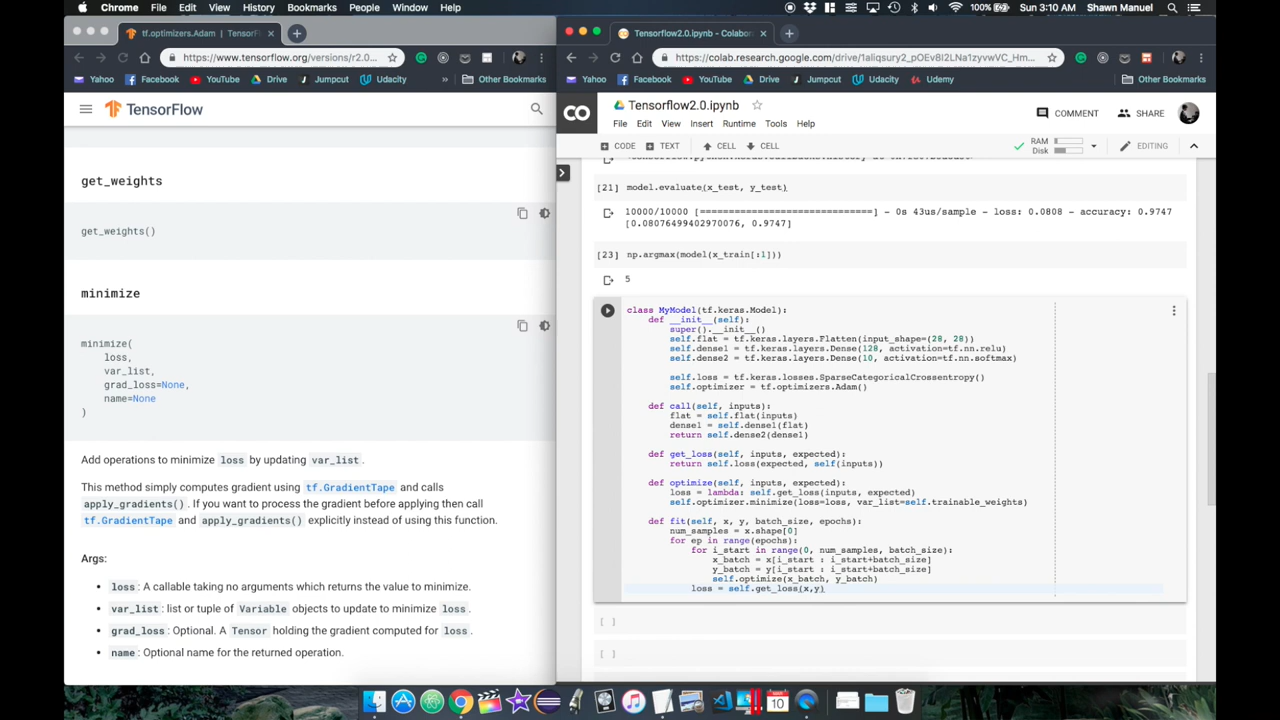 Chrome File Edit View History Bookmarks People Window Help 100% Sun 3:10 AM Shawn Manuel
tf.optimizers.Adam | TensorF
https://www.tensorflow.org/versions/r2.0...
Yahoo Facebook YouTube Drive Jumpcut Udacity » Other Bookmarks
TensorFlow
get_weights
get_weights()
minimize
minimize(
loss,
var_list,
grad_loss=None,
name=None
)
Add operations to minimize loss by updating var_list.
This method simply computes gradient using tf.GradientTape and calls
apply_gradients(). If you want to process the gradient before applying then call
tf.GradientTape and apply_gradients() explicitly instead of using this function.
Args:
• loss: A callable taking no arguments which returns the value to minimize.
• var_list: list or tuple of Variable objects to update to minimize loss.
• grad_loss: Optional. A Tensor holding the gradient computed for loss.
• name: Optional name for the returned operation.
Tensorflow2.0.ipynb - Colabor
Yahoo Facebook YouTube Drive Jumpcut Udacity Udemy Other Bookmarks
CO
Tensorflow2.0.ipynb
File Edit View Insert Runtime Tools Help
COMMENT SHARE
CODE TEXT CELL CELL
RAM
Disk
EDITING
[21] model.evaluate(x_test, y_test)
10000/10000 [==============================] - 0s 43us/sample - loss: 0.0808 - accuracy: 0.9747
[0.08076499402970076, 0.9747]
[23] np.argmax(model(x_train[:1]))
5
class MyModel(tf.keras.Model):
def __init__(self):
super().__init__()
self.flat = tf.keras.layers.Flatten(input_shape=(28, 28))
self.dense1 = tf.keras.layers.Dense(128, activation=tf.nn.relu)
self.dense2 = tf.keras.layers.Dense(10, activation=tf.nn.softmax)
self.loss = tf.keras.losses.SparseCategoricalCrossentropy()
self.optimizer = tf.optimizers.Adam()
def call(self, inputs):
flat = self.flat(inputs)
dense1 = self.dense1(flat)
return self.dense2(dense1)
def get_loss(self, inputs, expected):
return self.loss(expected, self(inputs))
def optimize(self, inputs, expected):
loss = lambda: self.get_loss(inputs, expected)
self.optimizer.minimize(loss=loss, var_list=self.trainable_weights)
def fit(self, x, y, batch_size, epochs):
num_samples = x.shape[0]
for ep in range(epochs):
for i_start in range(0, num_samples, batch_size):
x_batch = x[i_start : i_start+batch_size]
y_batch = y[i_start : i_start+batch_size]
self.optimize(x_batch, y_batch)
loss = self.get_loss(x,y)
[ ]
[ ]